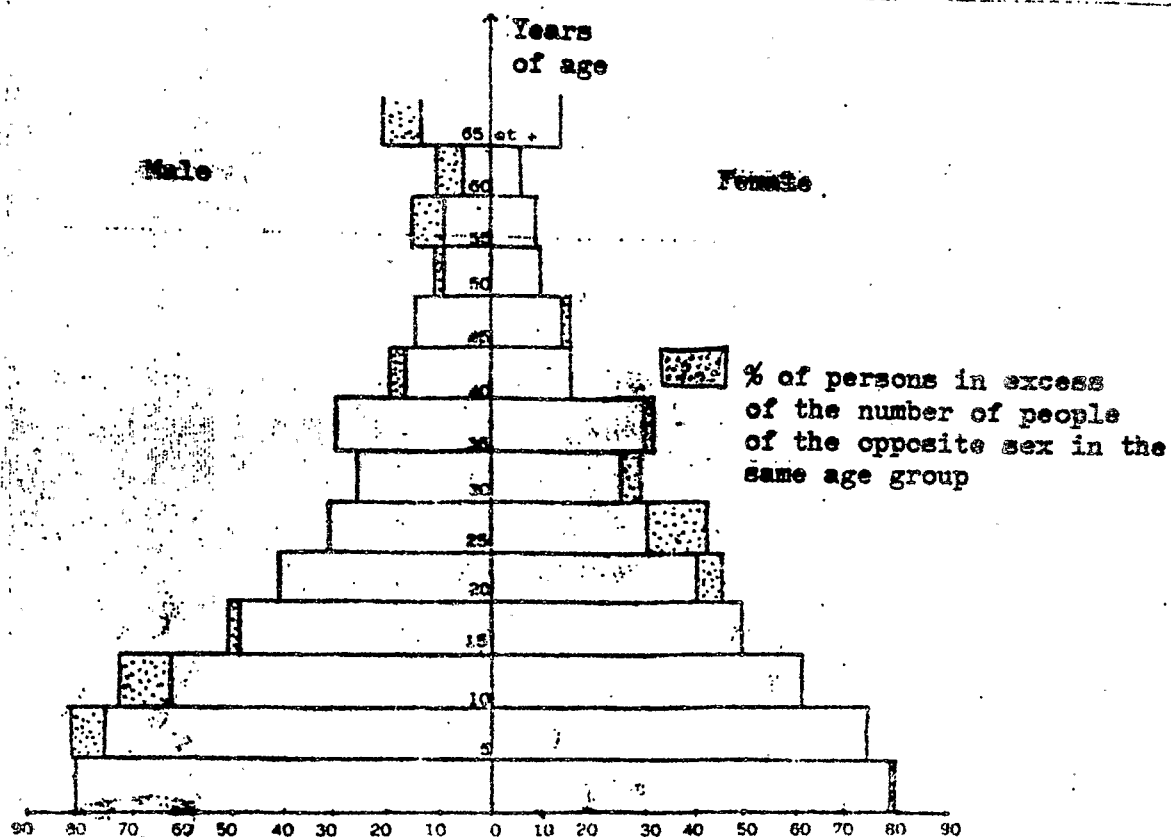 Years
of age
65 et +
Male
Female
60
55
50
45
40
35
30
25
20
15
10
5
% of persons in excess
of the number of people
of the opposite sex in the
same age group
90 80 70 60 50 40 30 20 10 0 10 20 30 40 50 60 70 80 90